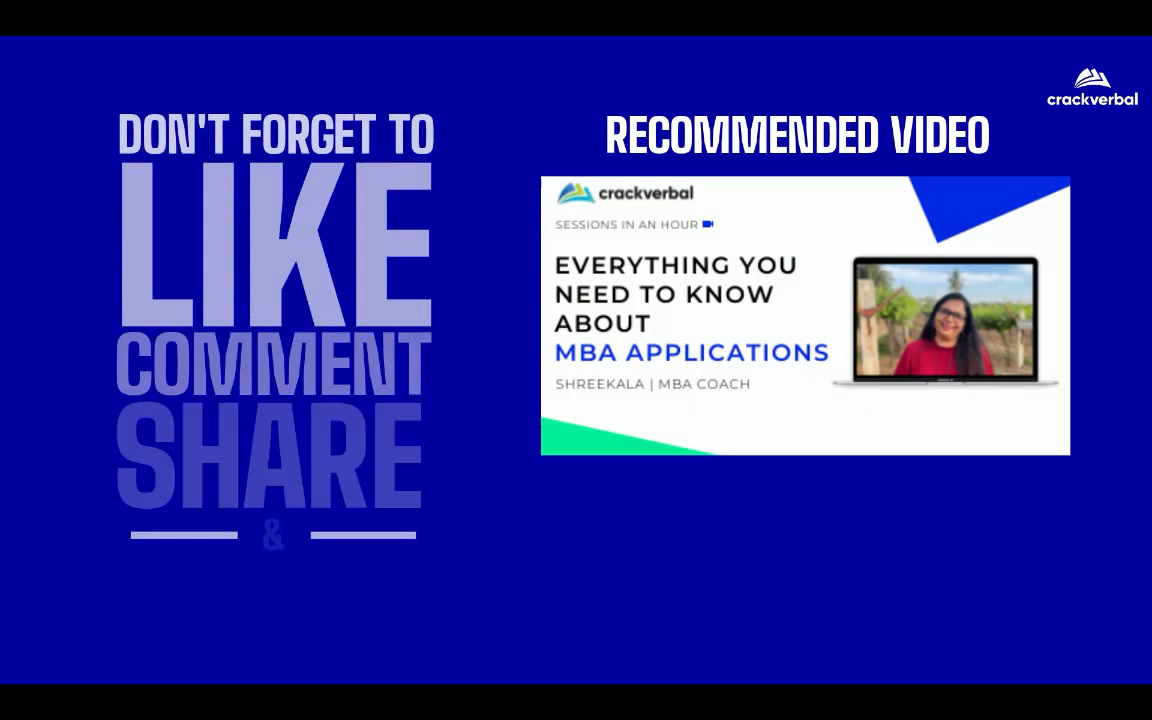 crackverbal
DON'T FORGET TO
LIKE
COMMENT
SHARE
&
RECOMMENDED VIDEO
crackverbal
SESSIONS IN AN HOUR
EVERYTHING YOU
NEED TO KNOW
ABOUT
MBA APPLICATIONS
SHREEKALA | MBA COACH